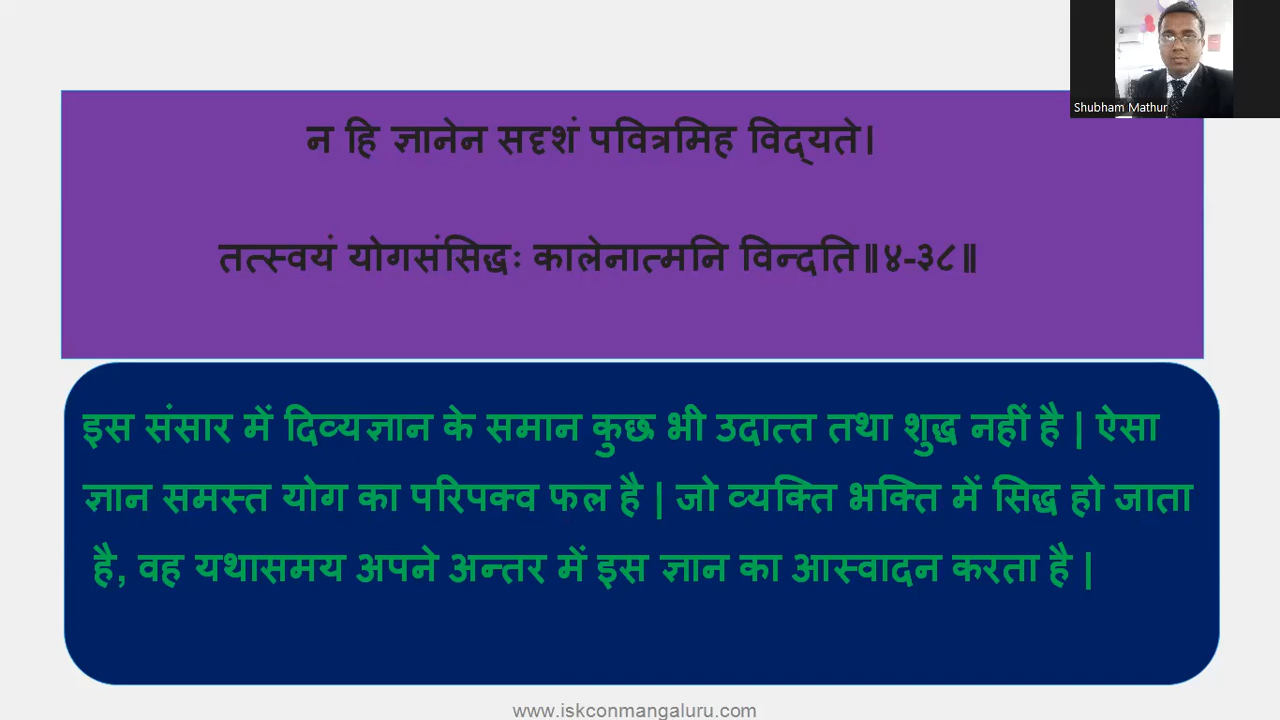 Shubham Mathur
न हि ज्ञानेन सदृशं पवित्रमिह विद्यते।
तत्स्वयं योगसंसिद्धः कालेनात्मनि विन्दति॥४-३८॥
इस संसार में दिव्यज्ञान के समान कुछ भी उदात्त तथा शुद्ध नहीं है | ऐसा
ज्ञान समस्त योग का परिपक्व फल है | जो व्यक्ति भक्ति में सिद्ध हो जाता
है, वह यथासमय अपने अन्तर में इस ज्ञान का आस्वादन करता है |
www.iskconmangaluru.com